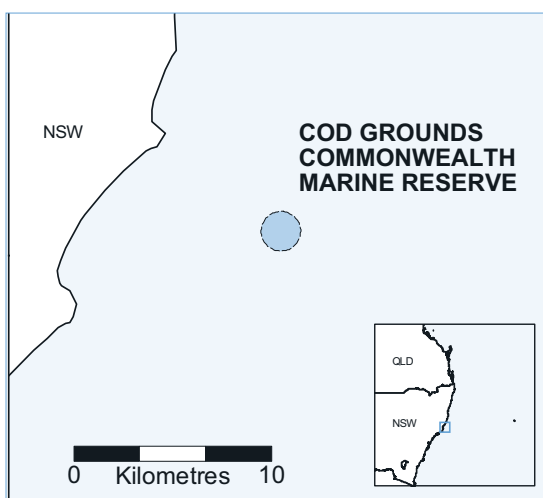 NSW
COD GROUNDS
COMMONWEALTH
MARINE RESERVE
QLD
NSW
0 Kilometres 10